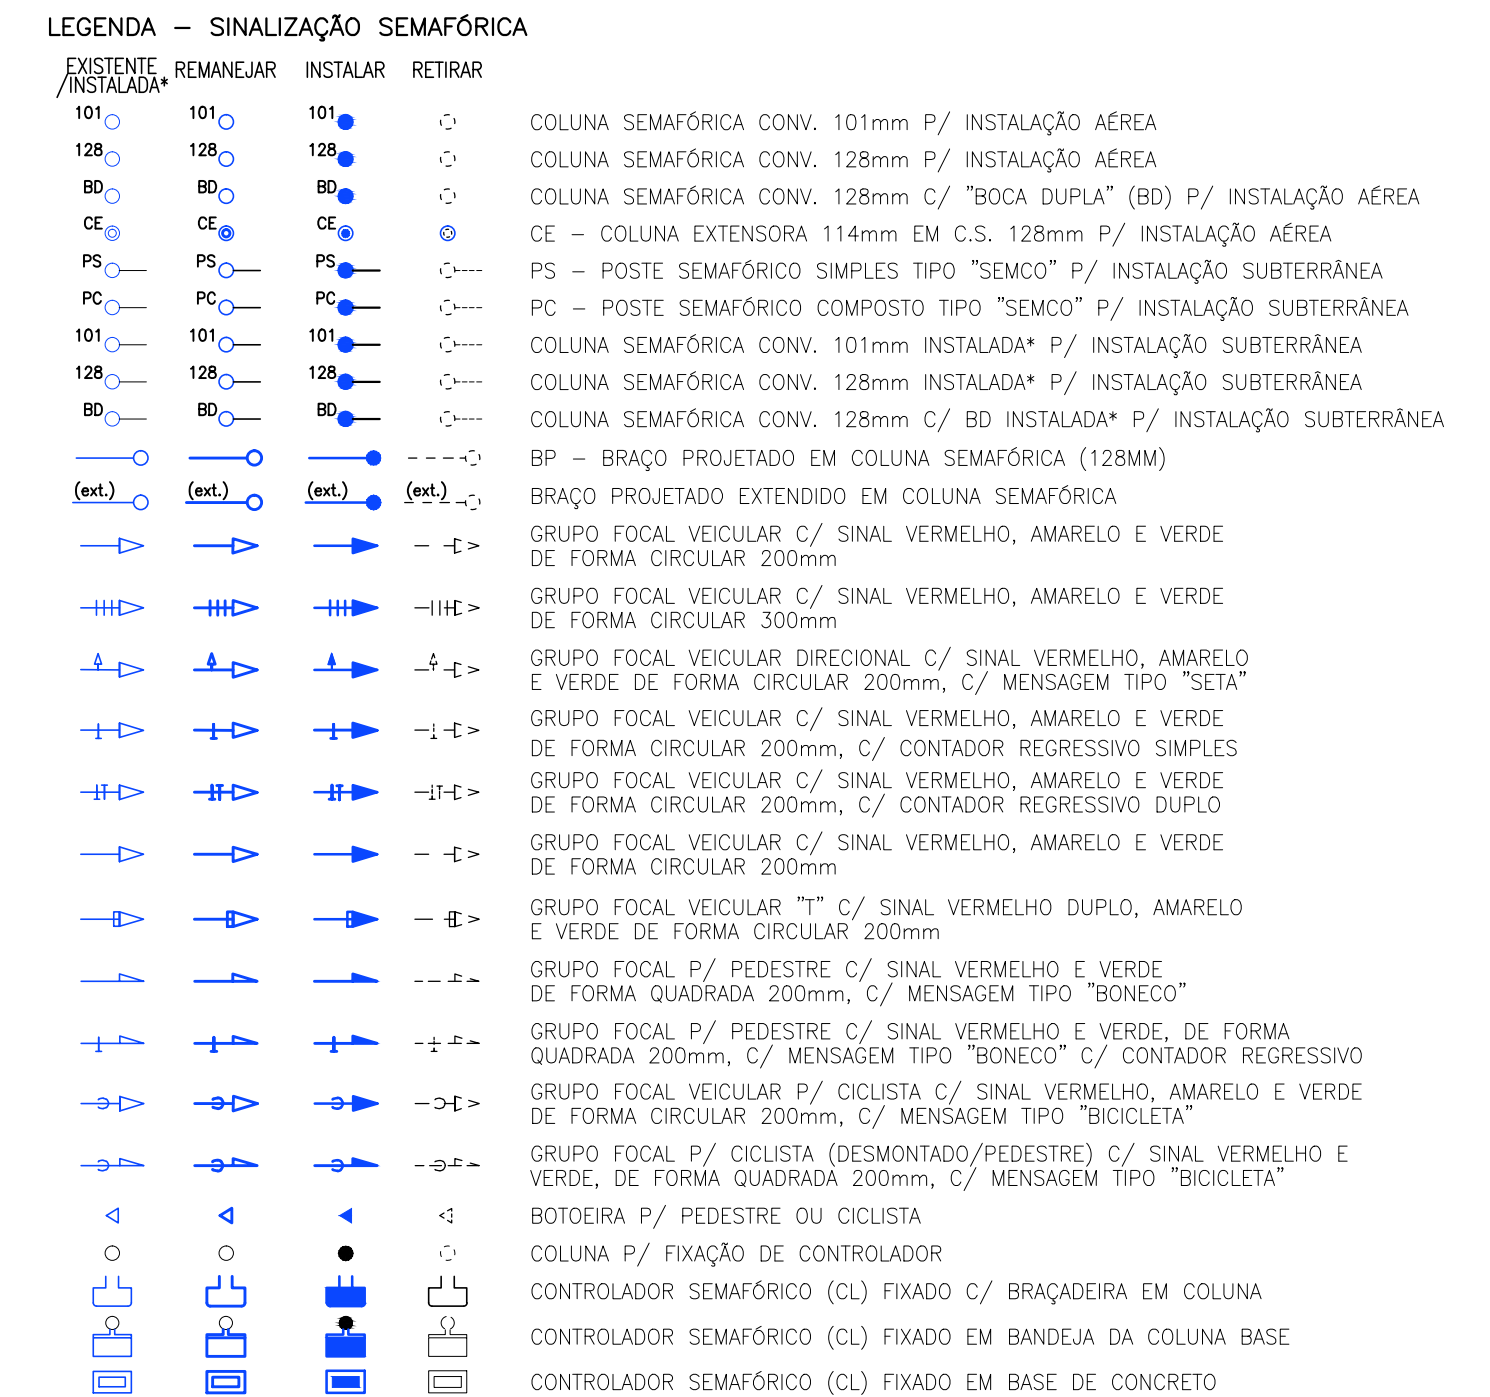 LEGENDA – SINALIZAÇÃO SEMAFÓRICA
EXISTENTE
/INSTALADA* REMANEJAR INSTALAR RETIRAR
101 101 101 COLUNA SEMAFÓRICA CONV. 101mm P/ INSTALAÇÃO AÉREA
128 128 128 COLUNA SEMAFÓRICA CONV. 128mm P/ INSTALAÇÃO AÉREA
BD BD BD COLUNA SEMAFÓRICA CONV. 128mm C/ "BOCA DUPLA" (BD) P/ INSTALAÇÃO AÉREA
CE CE CE CE – COLUNA EXTENSORA 114mm EM C.S. 128mm P/ INSTALAÇÃO AÉREA
PS PS PS PS – POSTE SEMAFÓRICO SIMPLES TIPO "SEMCO" P/ INSTALAÇÃO SUBTERRÂNEA
PC PC PC PC – POSTE SEMAFÓRICO COMPOSTO TIPO "SEMCO" P/ INSTALAÇÃO SUBTERRÂNEA
101 101 101 COLUNA SEMAFÓRICA CONV. 101mm INSTALADA* P/ INSTALAÇÃO SUBTERRÂNEA
128 128 128 COLUNA SEMAFÓRICA CONV. 128mm INSTALADA* P/ INSTALAÇÃO SUBTERRÂNEA
BD BD BD COLUNA SEMAFÓRICA CONV. 128mm C/ BD INSTALADA* P/ INSTALAÇÃO SUBTERRÂNEA
BP – BRAÇO PROJETADO EM COLUNA SEMAFÓRICA (128MM)
(ext.) (ext.) (ext.) (ext.) BRAÇO PROJETADO EXTENDIDO EM COLUNA SEMAFÓRICA
GRUPO FOCAL VEICULAR C/ SINAL VERMELHO, AMARELO E VERDE
DE FORMA CIRCULAR 200mm
GRUPO FOCAL VEICULAR C/ SINAL VERMELHO, AMARELO E VERDE
DE FORMA CIRCULAR 300mm
GRUPO FOCAL VEICULAR DIRECIONAL C/ SINAL VERMELHO, AMARELO
E VERDE DE FORMA CIRCULAR 200mm, C/ MENSAGEM TIPO "SETA"
GRUPO FOCAL VEICULAR C/ SINAL VERMELHO, AMARELO E VERDE
DE FORMA CIRCULAR 200mm, C/ CONTADOR REGRESSIVO SIMPLES
GRUPO FOCAL VEICULAR C/ SINAL VERMELHO, AMARELO E VERDE
DE FORMA CIRCULAR 200mm, C/ CONTADOR REGRESSIVO DUPLO
GRUPO FOCAL VEICULAR C/ SINAL VERMELHO, AMARELO E VERDE
DE FORMA CIRCULAR 200mm
GRUPO FOCAL VEICULAR "T" C/ SINAL VERMELHO DUPLO, AMARELO
E VERDE DE FORMA CIRCULAR 200mm
GRUPO FOCAL P/ PEDESTRE C/ SINAL VERMELHO E VERDE
DE FORMA QUADRADA 200mm, C/ MENSAGEM TIPO "BONECO"
GRUPO FOCAL P/ PEDESTRE C/ SINAL VERMELHO E VERDE, DE FORMA
QUADRADA 200mm, C/ MENSAGEM TIPO "BONECO" C/ CONTADOR REGRESSIVO
GRUPO FOCAL VEICULAR P/ CICLISTA C/ SINAL VERMELHO, AMARELO E VERDE
DE FORMA CIRCULAR 200mm, C/ MENSAGEM TIPO "BICICLETA"
GRUPO FOCAL P/ CICLISTA (DESMONTADO/PEDESTRE) C/ SINAL VERMELHO E
VERDE, DE FORMA QUADRADA 200mm, C/ MENSAGEM TIPO "BICICLETA"
BOTOEIRA P/ PEDESTRE OU CICLISTA
COLUNA P/ FIXAÇÃO DE CONTROLADOR
CONTROLADOR SEMAFÓRICO (CL) FIXADO C/ BRAÇADEIRA EM COLUNA
CONTROLADOR SEMAFÓRICO (CL) FIXADO EM BANDEJA DA COLUNA BASE
CONTROLADOR SEMAFÓRICO (CL) FIXADO EM BASE DE CONCRETO